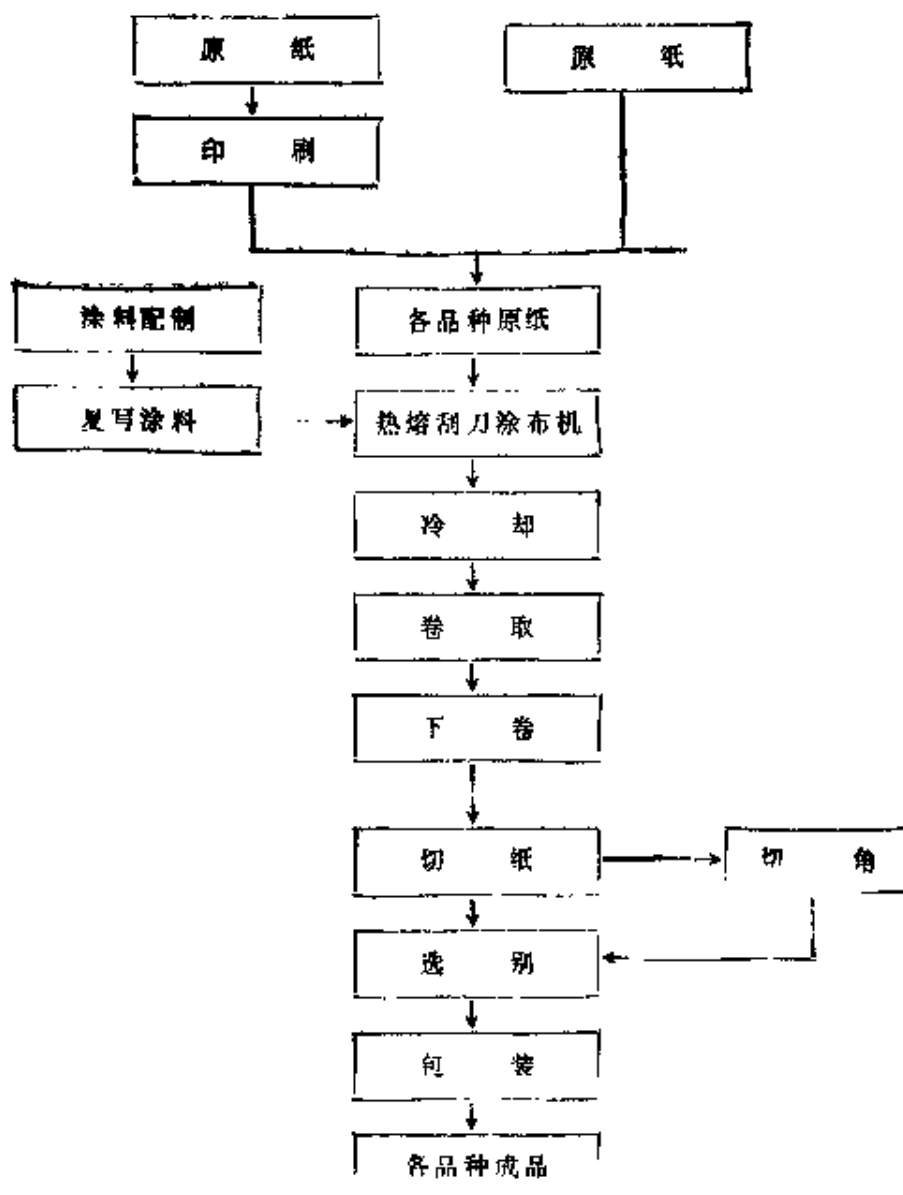 原 纸
原 纸
印 刷
涂料配制
各品种原纸
复写涂料
热熔刮刀涂布机
冷 却
卷 取
下 卷
切 纸
切 角
选 别
包 装
各品种成品